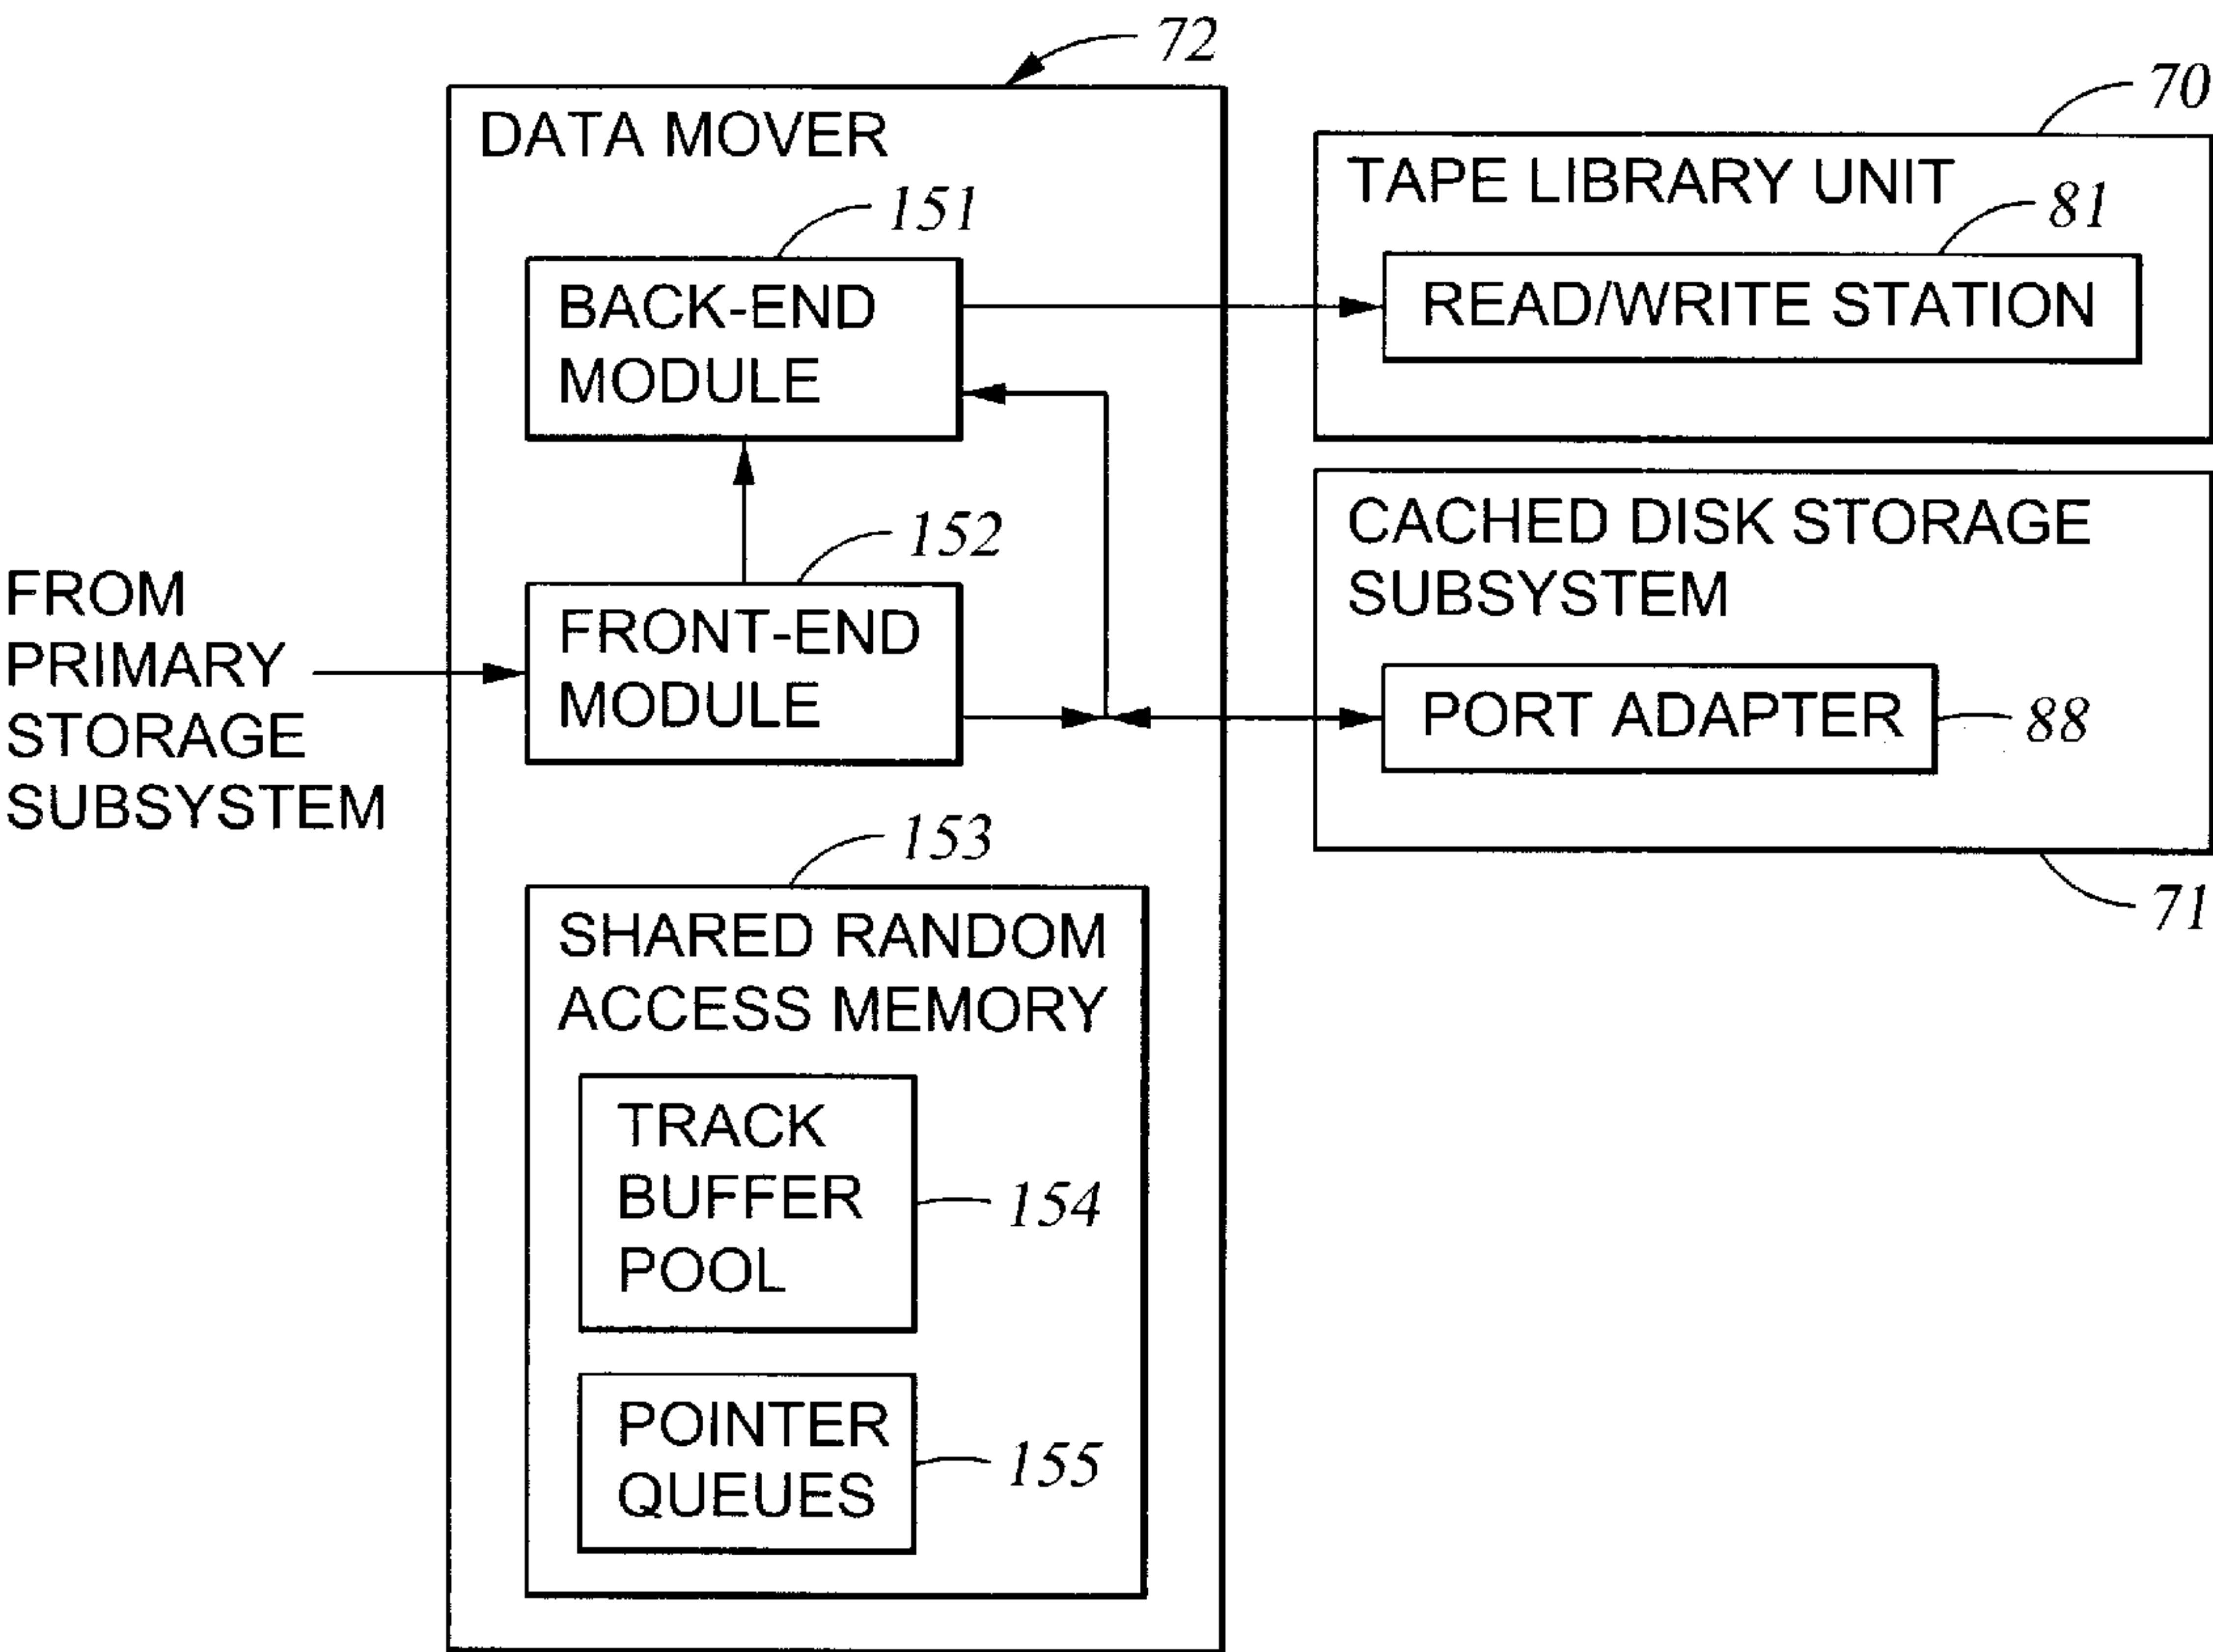 72
DATA MOVER
70
TAPE LIBRARY UNIT
81
READ/WRITE STATION
151
BACK-END
MODULE
152
FRONT-END
MODULE
FROM
PRIMARY
STORAGE
SUBSYSTEM
CACHED DISK STORAGE
SUBSYSTEM
PORT ADAPTER
88
71
153
SHARED RANDOM
ACCESS MEMORY
TRACK
BUFFER
POOL
154
POINTER
QUEUES
155